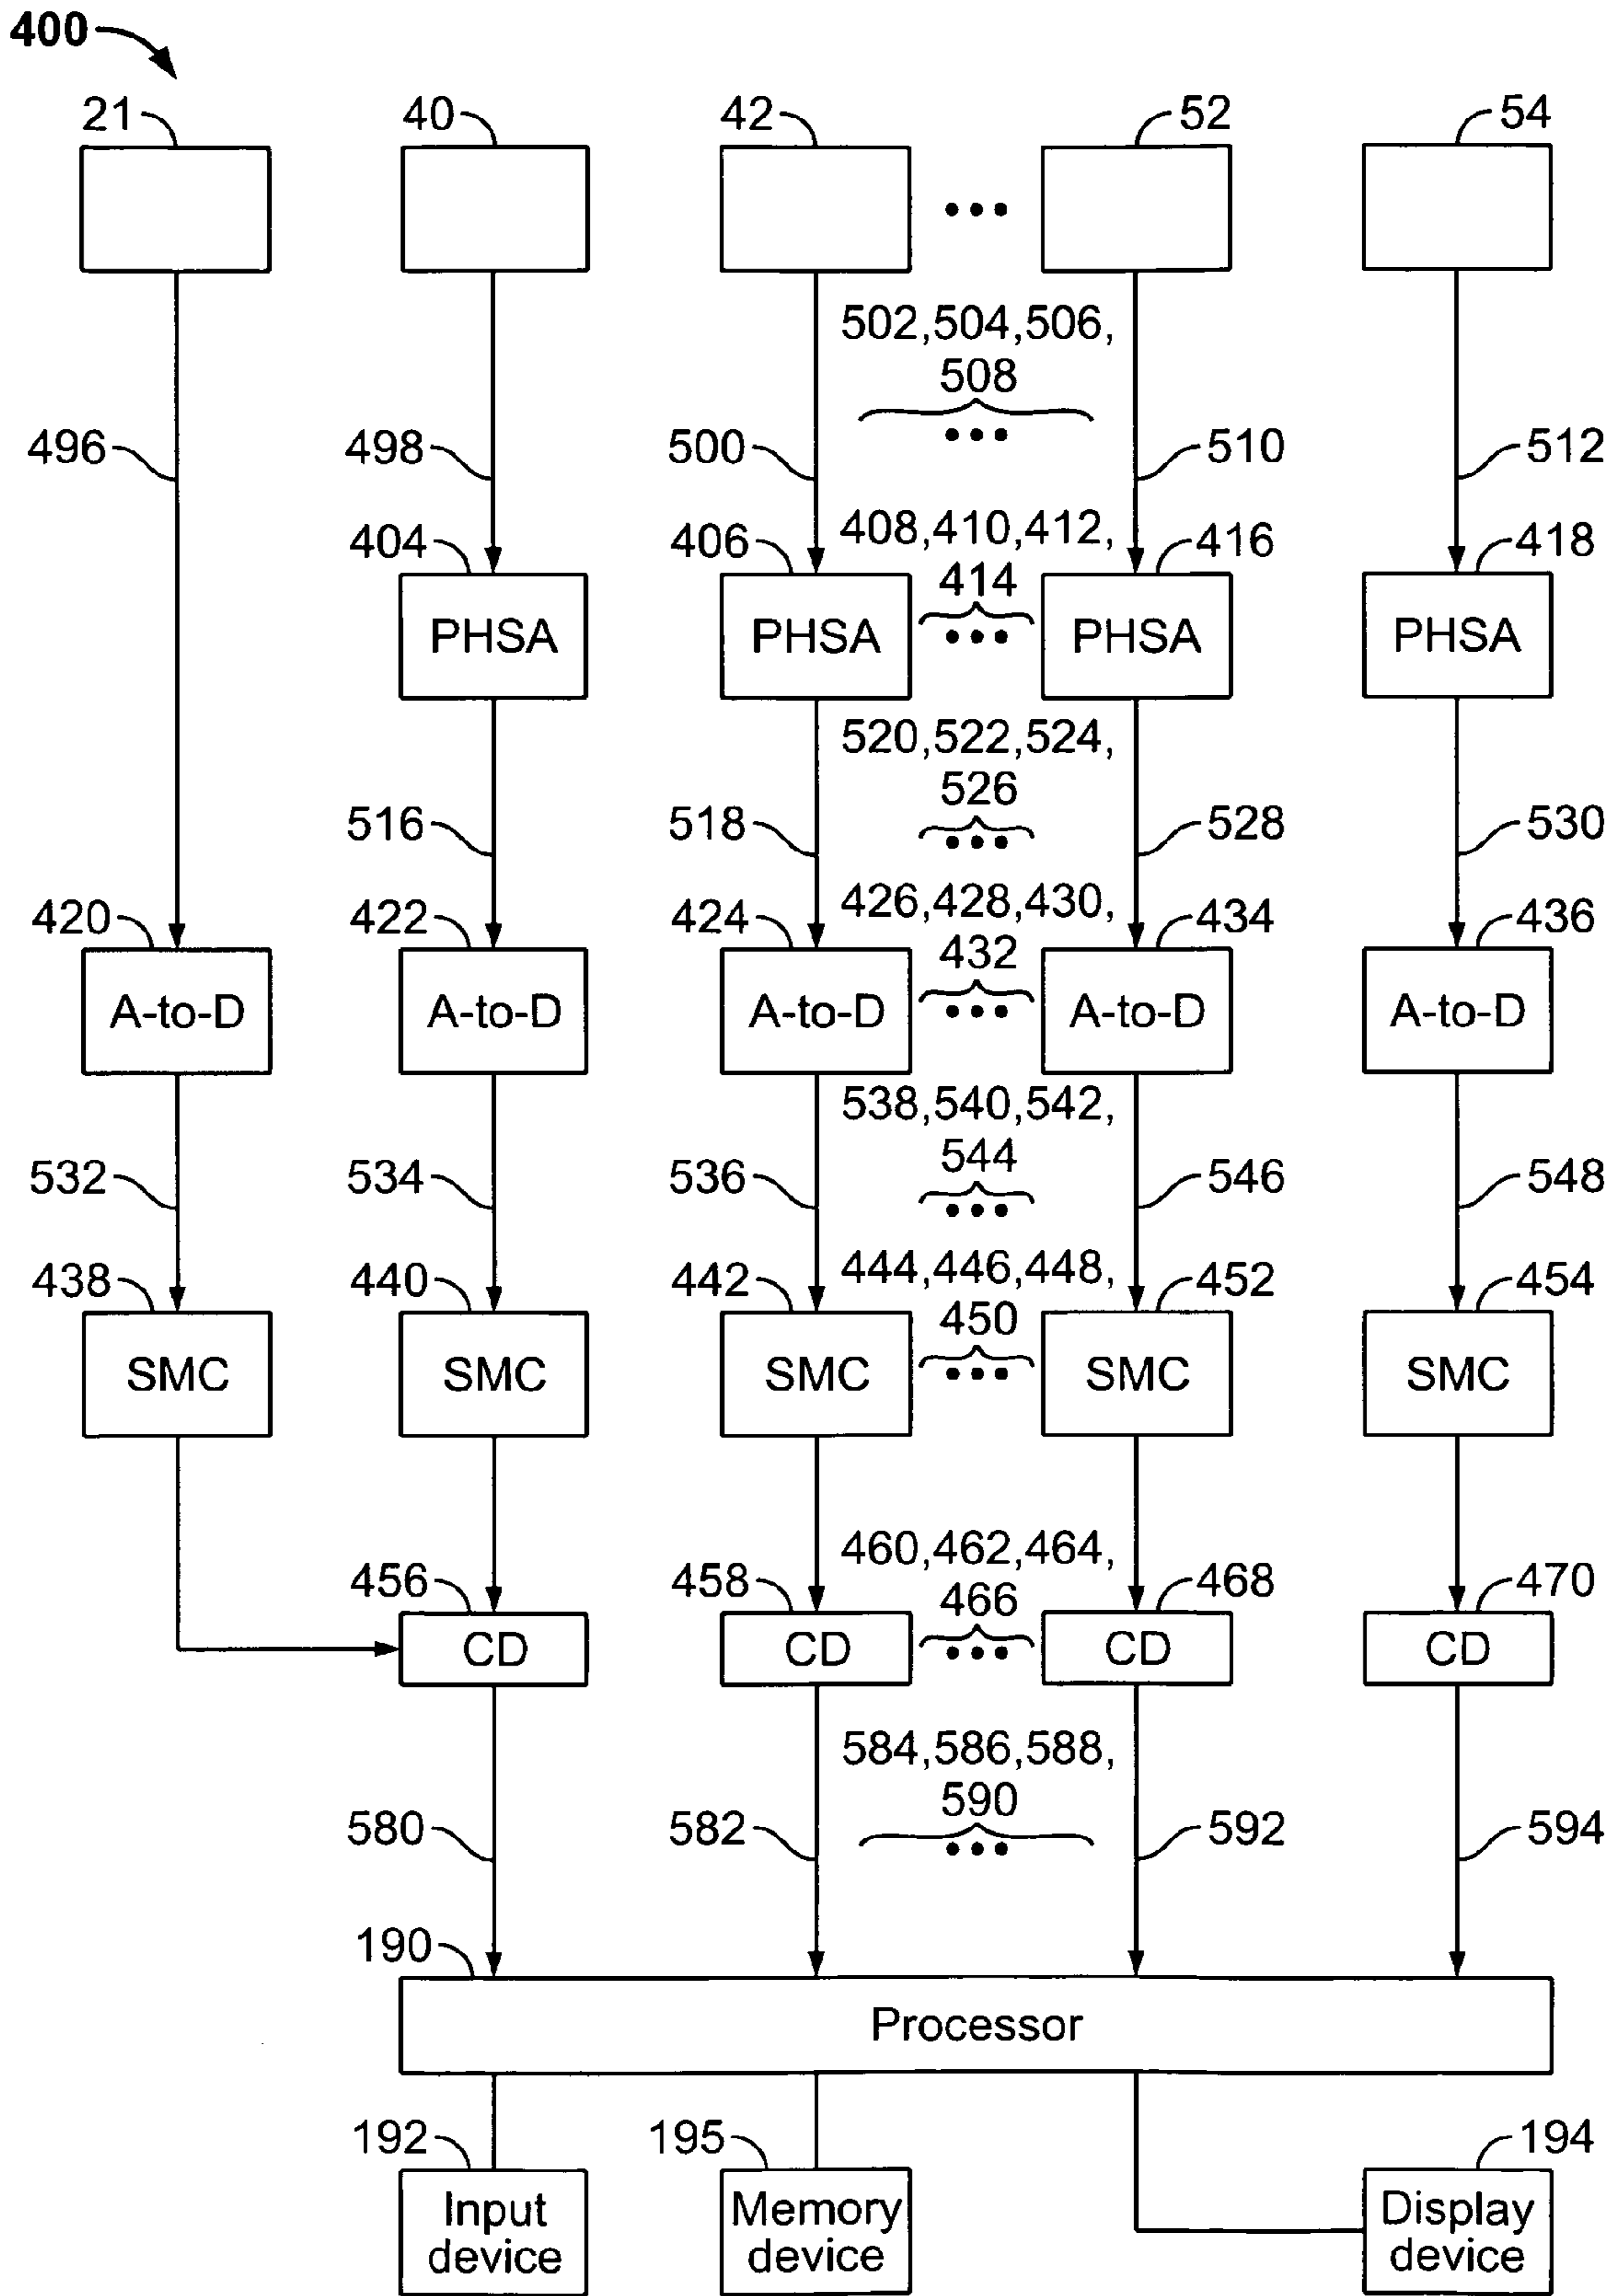 400
21 40 42 52 54
502,504,506,
508
496 498 500 510 512
408,410,412,
404 406 416 418
414
PHSA PHSA PHSA PHSA
520,522,524,
526
516 518 528 530
426,428,430,
420 422 424 434 436
432
A-to-D A-to-D A-to-D A-to-D A-to-D
538,540,542,
544
532 534 536 546 548
444,446,448,
438 440 442 452 454
450
SMC SMC SMC SMC SMC
460,462,464,
456 458 468 470
466
CD CD CD CD
584,586,588,
590
580 582 592 594
190
Processor
192 195 194
Input Memory Display
device device device